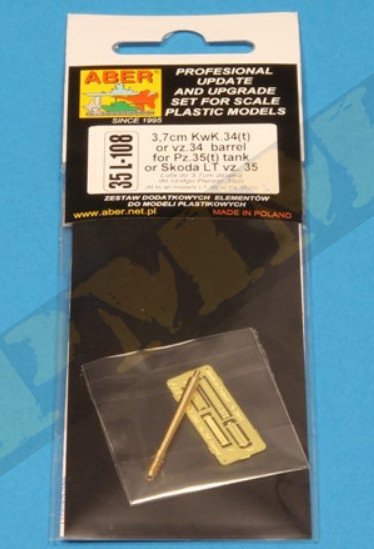 ABER
SINCE 1995
PROFESIONAL
UPDATE
AND UPGRADE
SET FOR SCALE
PLASTIC MODELS
35 L-108
3,7cm KwK.34(t)
or vz.34 barrel
for Pz.35(t) tank
or Skoda LT vz. 35
ZESTAW DODATKOWYCH ELEMENTÓW
DO MODELI PLASTIKOWYCH
www.aber.net.pl
MADE IN POLAND